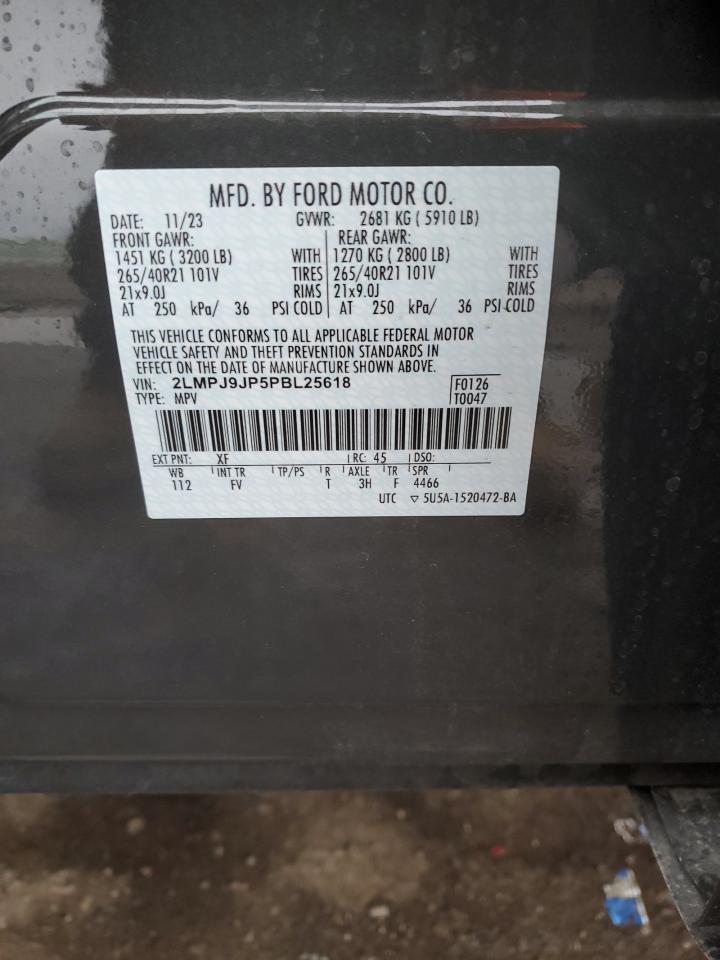 MFD. BY FORD MOTOR CO.
DATE: 11/23 GVWR: 2681 KG ( 5910 LB)
FRONT GAWR: REAR GAWR:
1451 KG ( 3200 LB) WITH 1270 KG ( 2800 LB) WITH
265/40R21 101V TIRES 265/40R21 101V TIRES
21x9.0J RIMS 21x9.0J RIMS
AT 250 kPa/ 36 PSI COLD AT 250 kPa/ 36 PSI COLD
THIS VEHICLE CONFORMS TO ALL APPLICABLE FEDERAL MOTOR
VEHICLE SAFETY AND THEFT PREVENTION STANDARDS IN
EFFECT ON THE DATE OF MANUFACTURE SHOWN ABOVE.
VIN: 2LMPJ9JP5PBL25618 F0126
TYPE: MPV T0047
EXT PNT: XF RC: 45 DSO:
WB INT TR TP/PS R AXLE TR SPR
112 FV T 3H F 4466
UTC ▽ 5U5A-1520472-BA